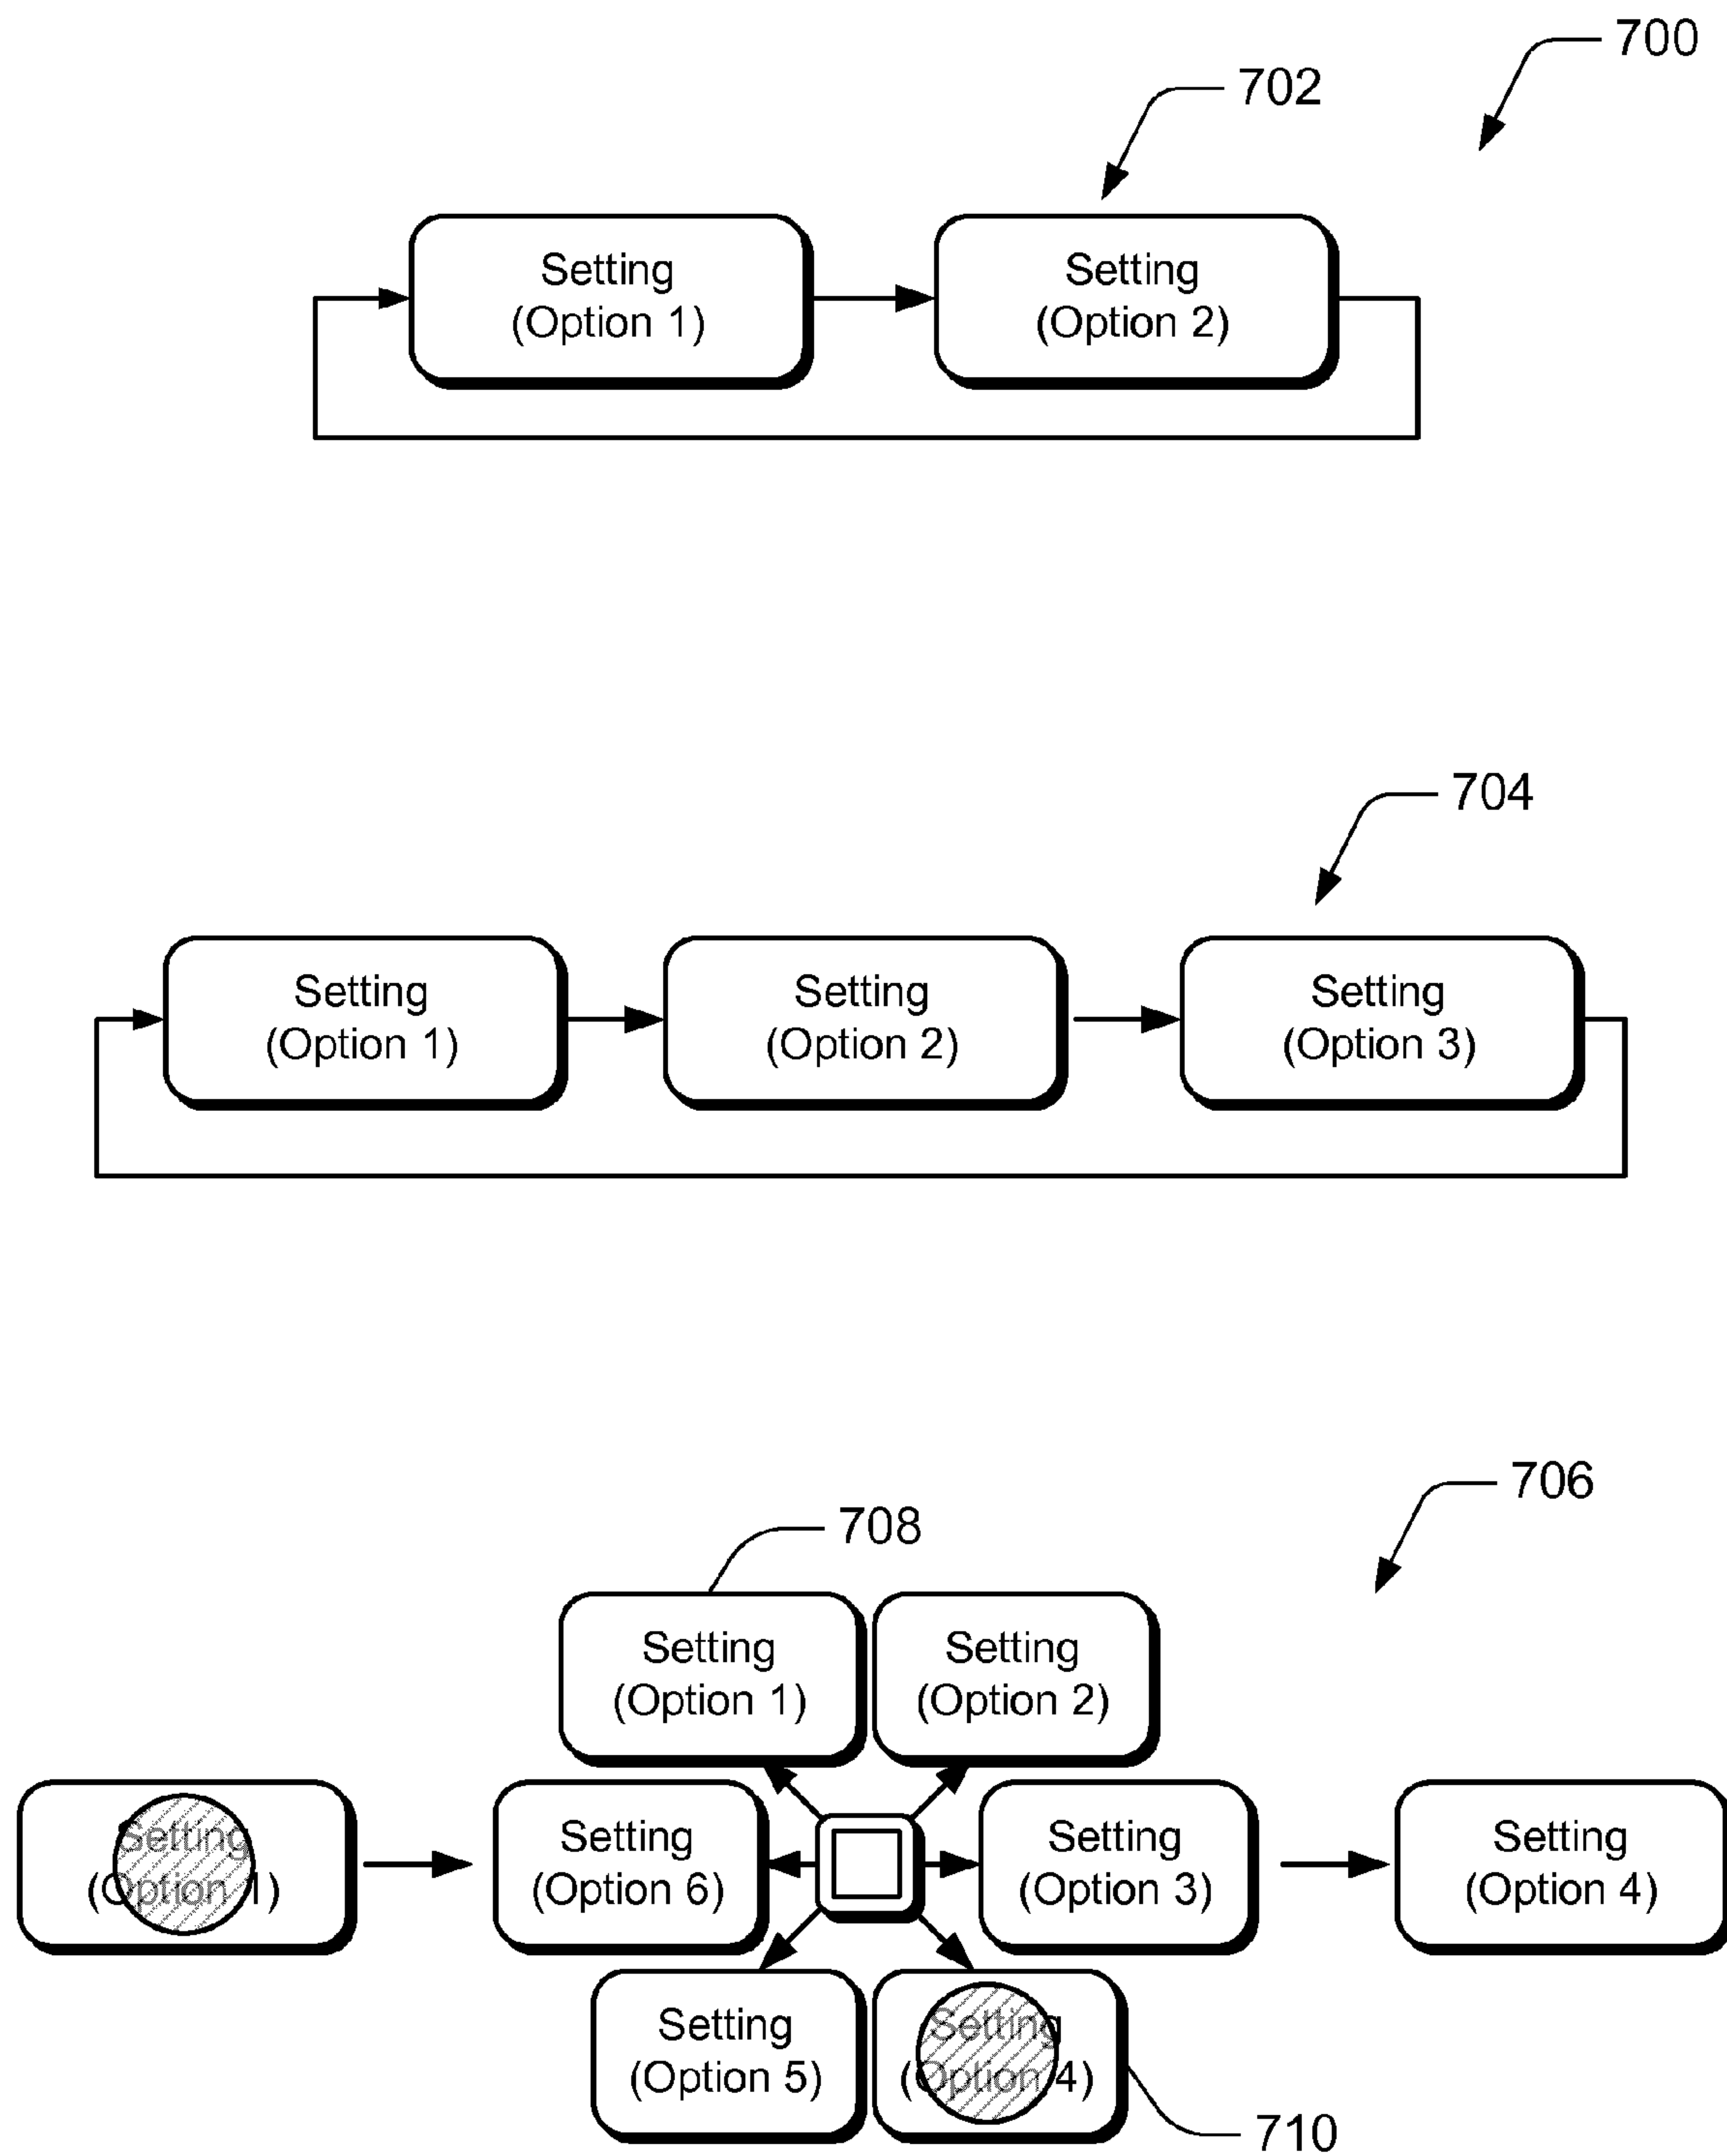 700
702
Setting
(Option 1)
Setting
(Option 2)
704
Setting
(Option 1)
Setting
(Option 2)
Setting
(Option 3)
706
708
Setting
(Option 1)
Setting
(Option 2)
Setting
(Option 1)
Setting
(Option 6)
Setting
(Option 3)
Setting
(Option 4)
Setting
(Option 5)
Setting
(Option 4)
710